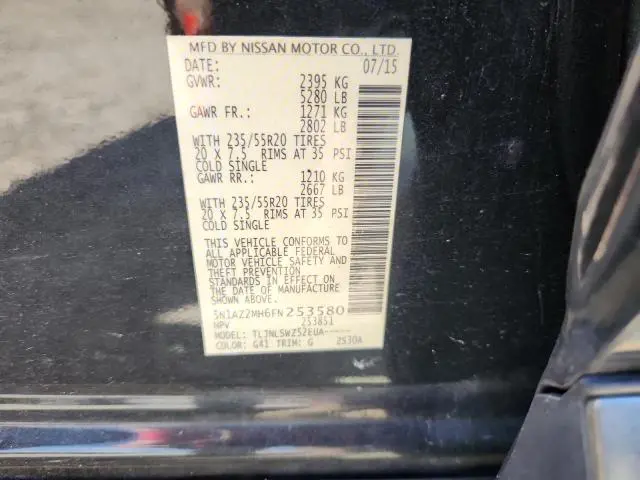 MFD BY NISSAN MOTOR CO., LTD.
DATE: 07/15
GVWR: 2395 KG
5280 LB
GAWR FR.: 1271 KG
2802 LB
WITH 235/55R20 TIRES
20 X 7.5 RIMS AT 35 PSI
COLD SINGLE
GAWR RR.: 1210 KG
2667 LB
WITH 235/55R20 TIRES
20 X 7.5 RIMS AT 35 PSI
COLD SINGLE
THIS VEHICLE CONFORMS TO
ALL APPLICABLE FEDERAL
MOTOR VEHICLE SAFETY AND
THEFT PREVENTION
STANDARDS IN EFFECT ON
THE DATE OF MANUFACTURE
SHOWN ABOVE.
5N1AZ2MH6FN253580
MPV 253851
MODEL: TLJNLSWZ52EUA-----
COLOR: G41 TRIM: G 2S30A